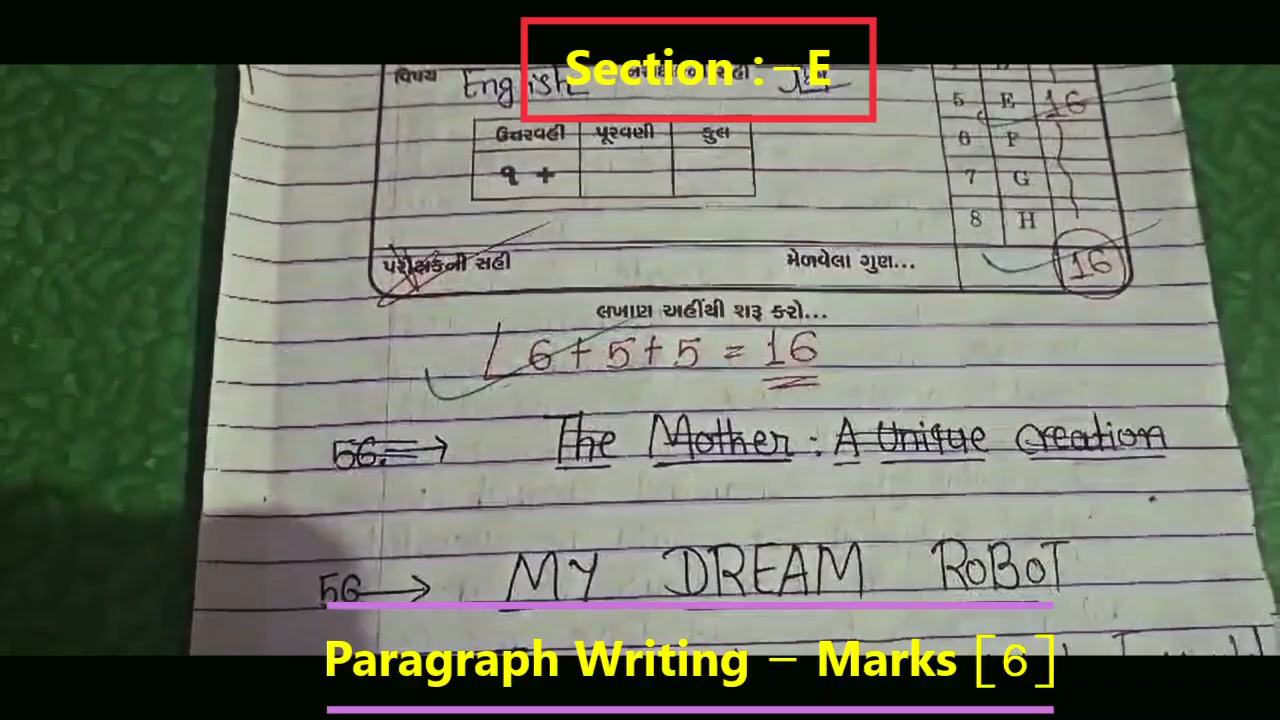 Section : – E
વિષય English
5 E 16
ઉત્તરવહી પૂરવણી કુલ
6 F
૧ +
7 G
8 H
પરીક્ષકની સહી મેળવેલા ગુણ... 16
લખાણ અહીંથી શરૂ કરો...
6 + 5 + 5 = 16
56. The Mother : A Unique Creation
56 → MY DREAM ROBOT
Paragraph Writing – Marks [6]